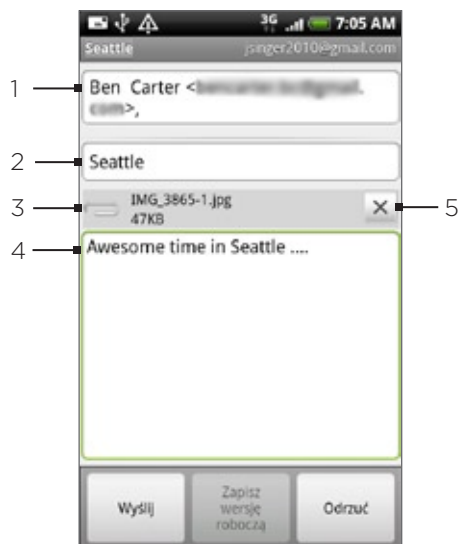 3G 7:05 AM
Seattle jsinger2010@gmail.com
1
Ben Carter <
>,
2
Seattle
3
IMG_3865-1.jpg
47KB
5
4
Awesome time in Seattle ....
Wyślij
Zapisz
wersję
roboczą
Odrzuć